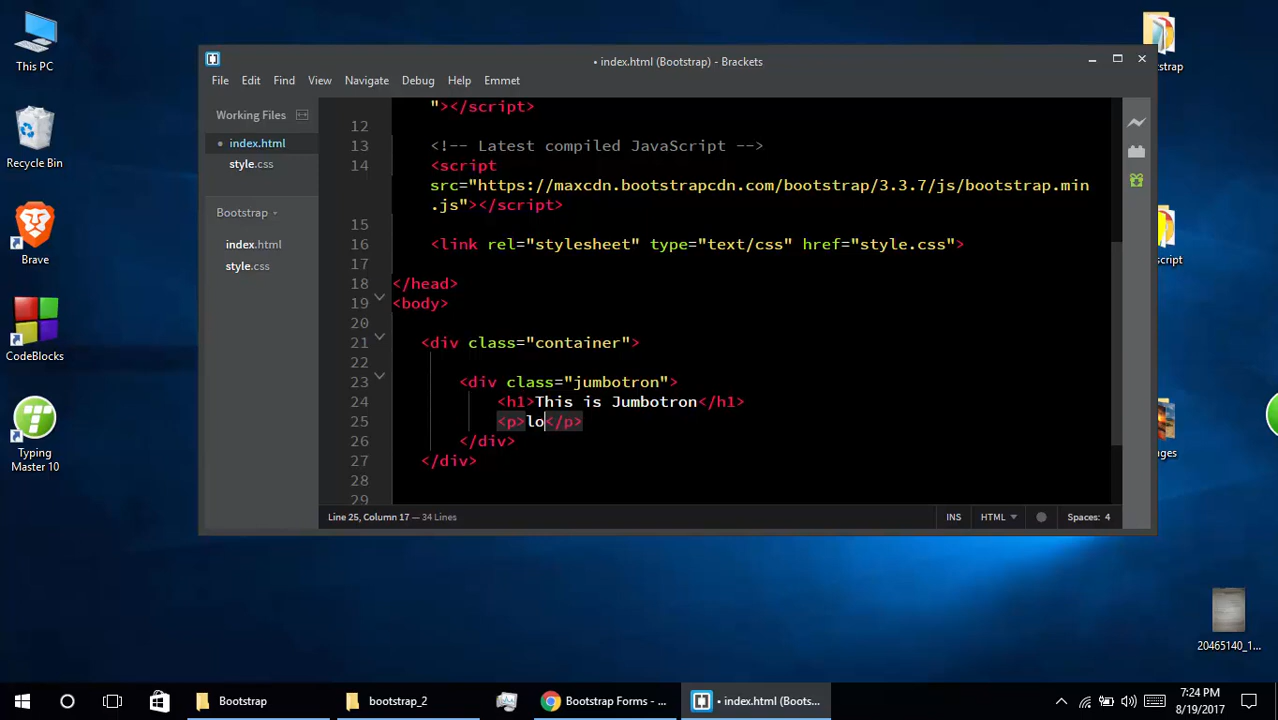 This PC
Recycle Bin
Brave
CodeBlocks
Typing
Master 10
• index.html (Bootstrap) - Brackets
File Edit Find View Navigate Debug Help Emmet
Working Files
• index.html
style.css
Bootstrap
index.html
style.css
"></script>
12
13 <!-- Latest compiled JavaScript -->
14 <script
src="https://maxcdn.bootstrapcdn.com/bootstrap/3.3.7/js/bootstrap.min
.js"></script>
15
16 <link rel="stylesheet" type="text/css" href="style.css">
17
18 </head>
19 <body>
20
21 <div class="container">
22
23 <div class="jumbotron">
24 <h1>This is Jumbotron</h1>
25 <p>lo</p>
26 </div>
27 </div>
28
29
Line 25, Column 17 — 34 Lines
INS HTML Spaces: 4
strap
script
ages
20465140_1...
Bootstrap
bootstrap_2
Bootstrap Forms - ...
• index.html (Boots...
7:24 PM
8/19/2017